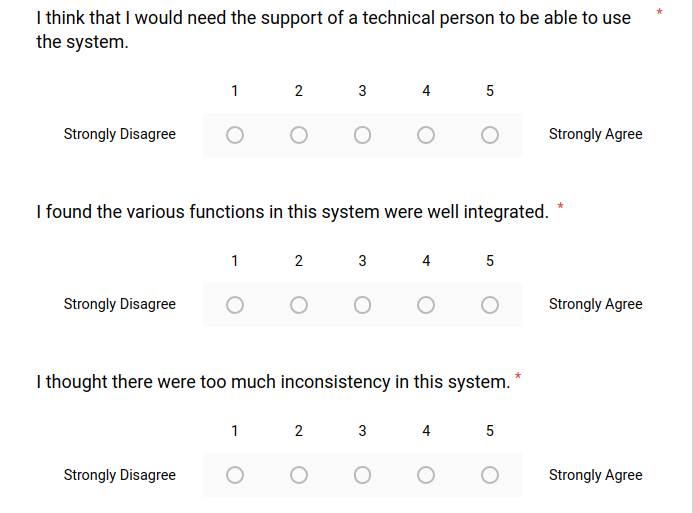 I think that I would need the support of a technical person to be able to use *
the system.
1 2 3 4 5
Strongly Disagree Strongly Agree
I found the various functions in this system were well integrated. *
1 2 3 4 5
Strongly Disagree Strongly Agree
I thought there were too much inconsistency in this system. *
1 2 3 4 5
Strongly Disagree Strongly Agree